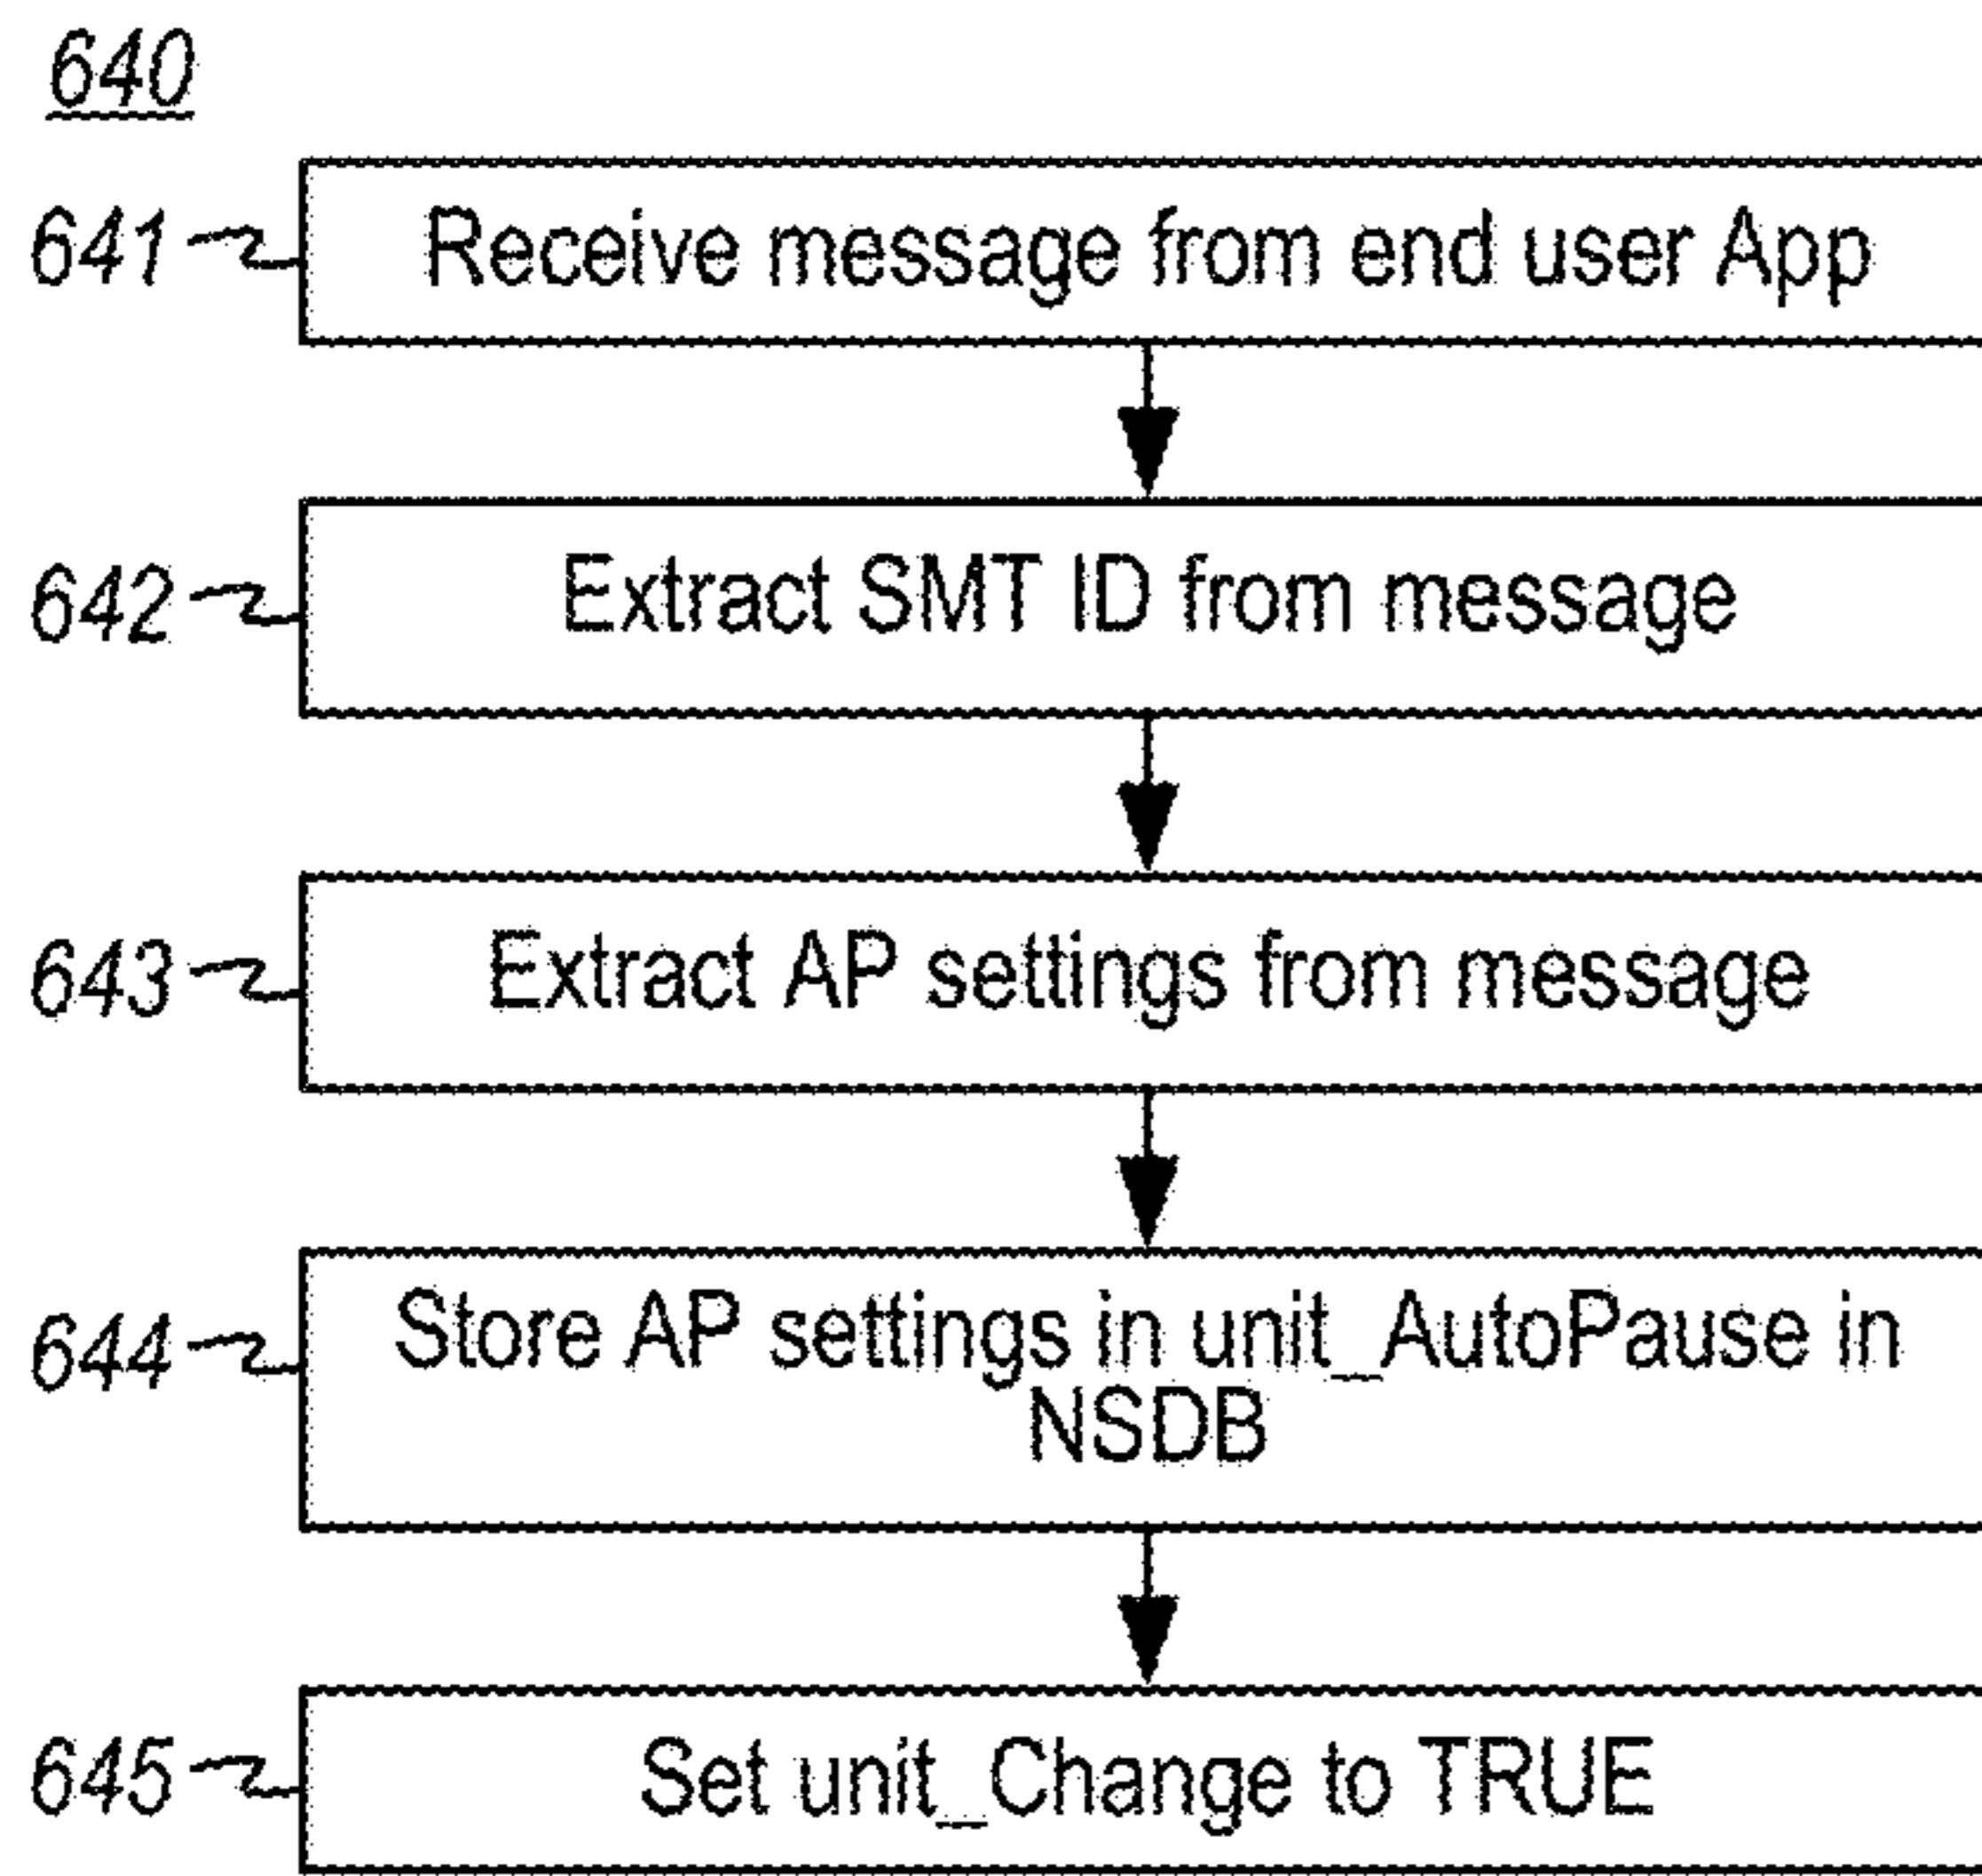 640
641 Receive message from end user App
642 Extract SMT ID from message
643 Extract AP settings from message
644 Store AP settings in unit_AutoPause in
NSDB
645 Set unit_Change to TRUE